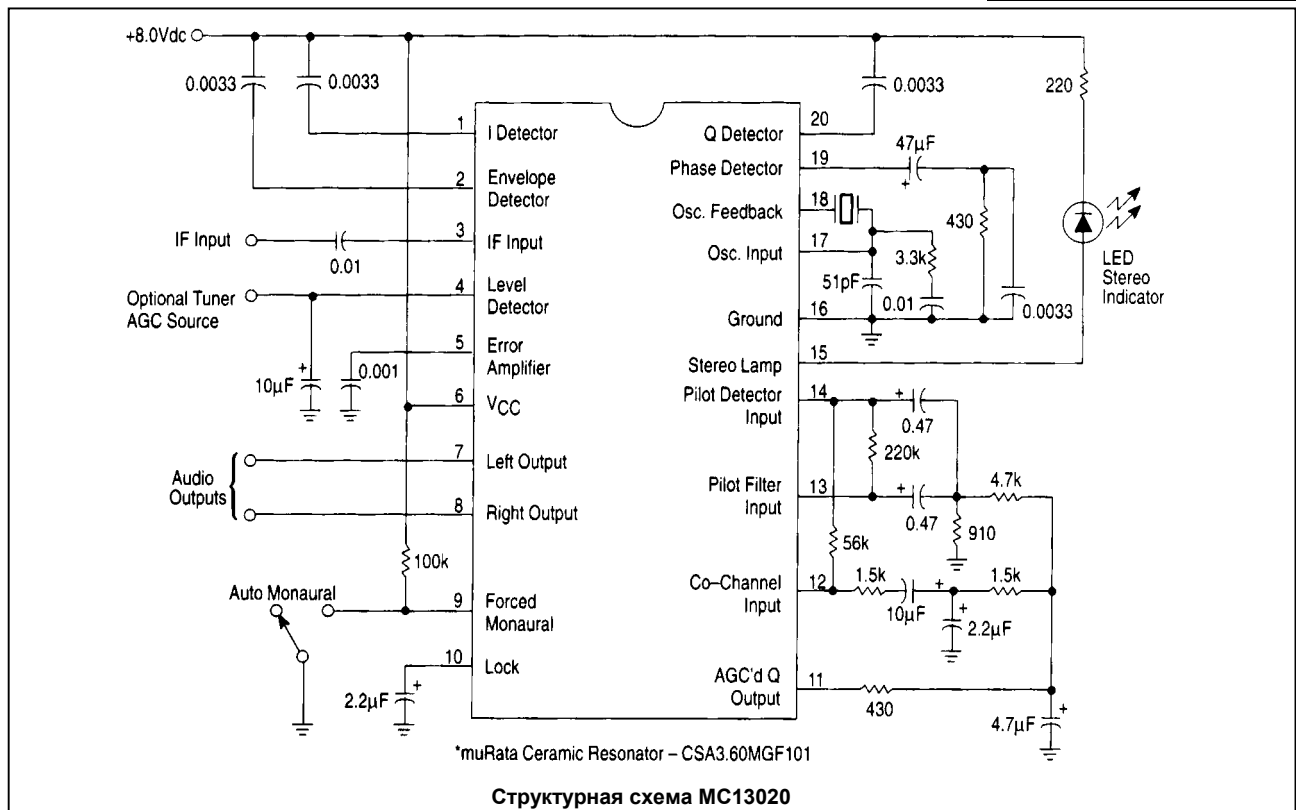 +8.0Vdc
0.0033
0.0033
0.0033
220
1
I Detector
Q Detector
20
47µF
+
2
Envelope
Detector
Phase Detector
19
IF Input
0.01
3
IF Input
Osc. Feedback
18
430
Osc. Input
17
3.3k
51pF
0.01
0.0033
LED
Stereo
Indicator
Optional Tuner
AGC Source
4
Level
Detector
Ground
16
10µF
+
0.001
5
Error
Amplifier
Stereo Lamp
15
6
VCC
Pilot Detector
Input
14
+
0.47
220k
Audio
Outputs
7
Left Output
8
Right Output
Pilot Filter
Input
13
+
0.47
4.7k
910
100k
56k
Auto Monaural
9
Forced
Monaural
Co–Channel
Input
12
1.5k
10µF
+
1.5k
+
2.2µF
10
Lock
2.2µF
+
AGC'd Q
Output
11
430
4.7µF
+
*muRata Ceramic Resonator – CSA3.60MGF101
Структурная схема MC13020